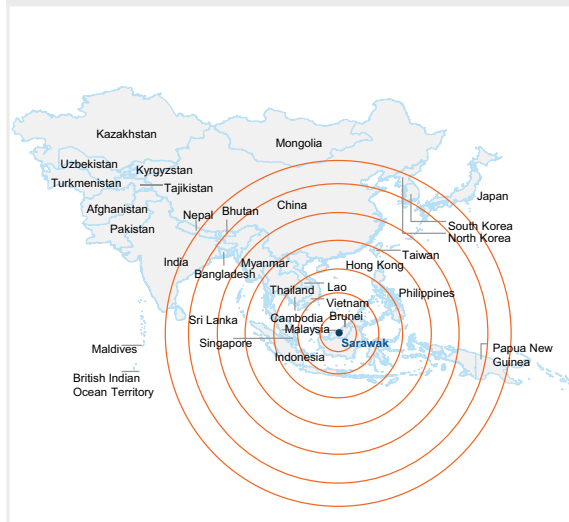 Kazakhstan
Mongolia
Uzbekistan
Kyrgyzstan
Turkmenistan
Tajikistan
Japan
Afghanistan
Nepal
Bhutan
China
Pakistan
South Korea
North Korea
Taiwan
India
Myanmar
Hong Kong
Bangladesh
Thailand
Lao
Philippines
Vietnam
Sri Lanka
Cambodia
Brunei
Malaysia
Singapore
Sarawak
Maldives
Indonesia
Papua New
Guinea
British Indian
Ocean Territory